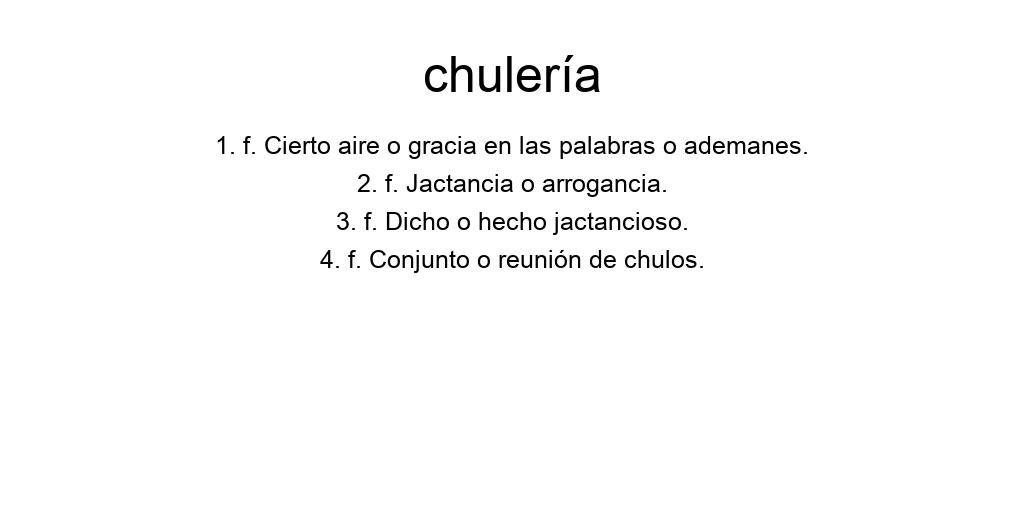 chulería
1. f. Cierto aire o gracia en las palabras o ademanes.
2. f. Jactancia o arrogancia.
3. f. Dicho o hecho jactancioso.
4. f. Conjunto o reunión de chulos.